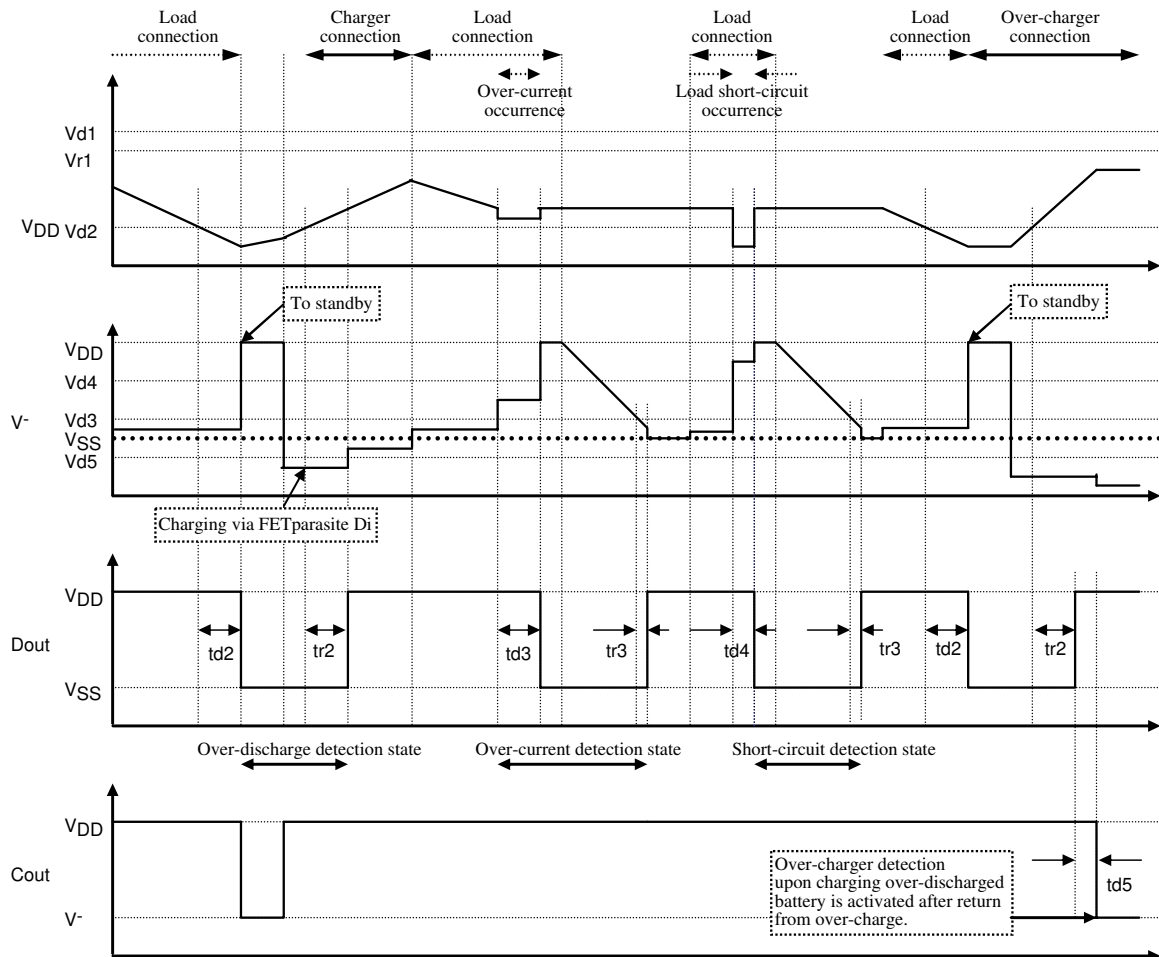 Load
connection
Charger
connection
Load
connection
Load
connection
Load
connection
Over-charger
connection
Over-current
occurrence
Load short-circuit
occurrence
Vd1
Vr1
VDD Vd2
To standby
To standby
VDD
Vd4
Vd3
V-
VSS
Vd5
Charging via FETparasite Di
VDD
Dout
td2
tr2
td3
tr3
td4
tr3
td2
tr2
VSS
Over-discharge detection state
Over-current detection state
Short-circuit detection state
VDD
Cout
Over-charger detection
upon charging over-discharged
battery is activated after return
from over-charge.
td5
V-